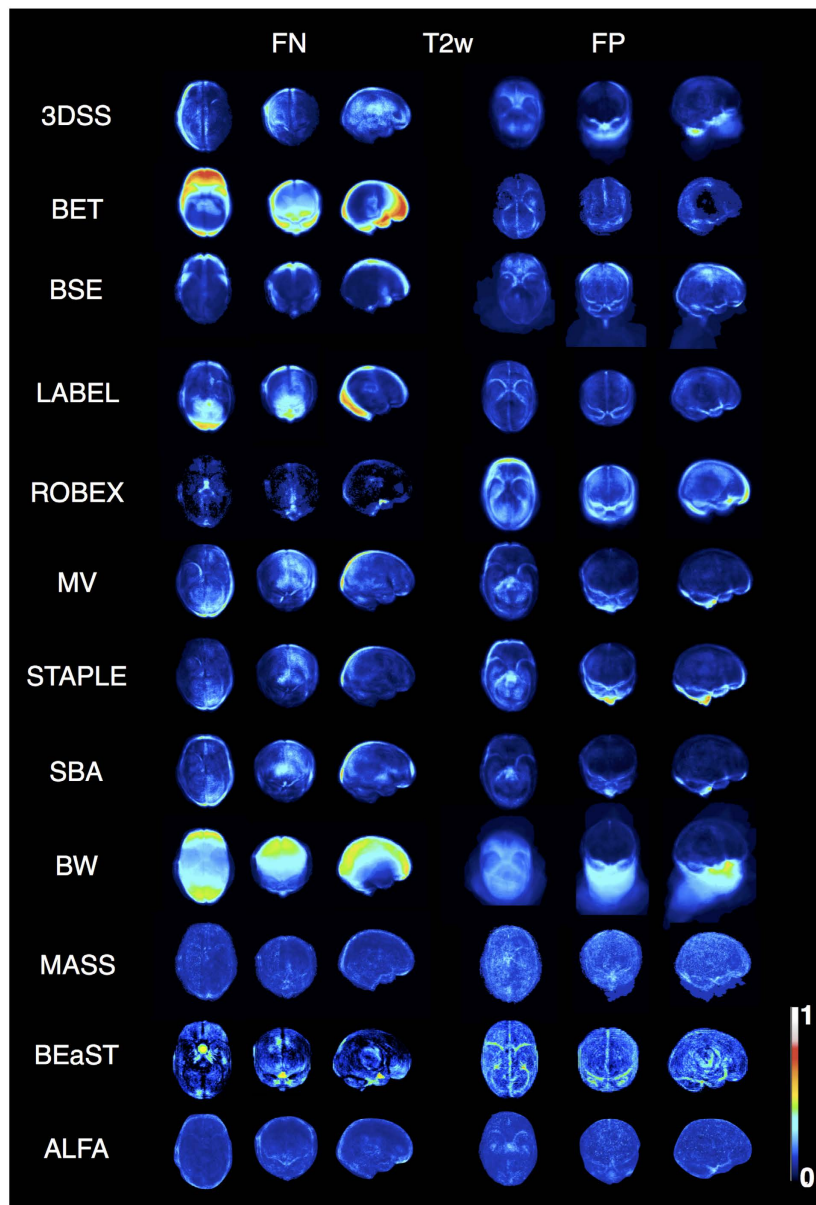 FN T2w FP
3DSS
BET
BSE
LABEL
ROBEX
MV
STAPLE
SBA
BW
MASS
1
BEaST
ALFA
0